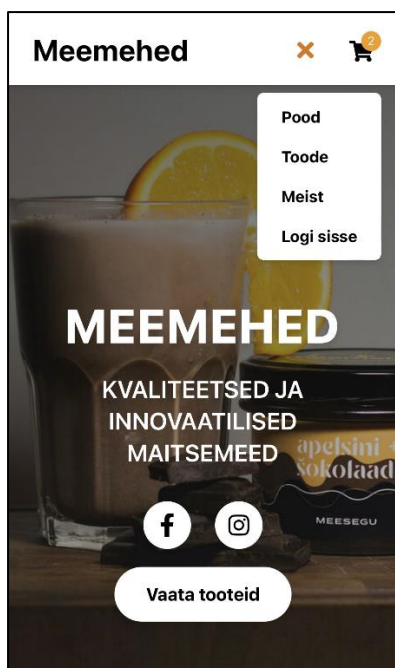 Meemehed
2
Pood
Toode
Meist
Logi sisse
MEEMEHED
KVALITEETSED JA
INNOVAATILISED
MAITSEMEED
apelsini +
šokolaad
MEESEGU
Vaata tooteid